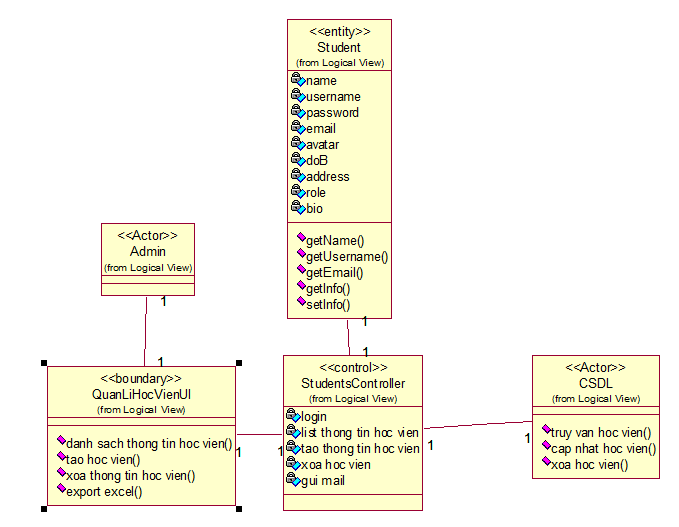 <<entity>>
Student
(from Logical View)
name
username
password
email
avatar
doB
address
role
bio
getName()
getUsername()
getEmail()
getInfo()
setInfo()
<<Actor>>
Admin
(from Logical View)
1
1
1
1
<<boundary>>
QuanLiHocVienUI
(from Logical View)
danh sach thong tin hoc vien()
tao hoc vien()
xoa thong tin hoc vien()
export excel()
1
1
<<control>>
StudentsController
(from Logical View)
login
list thong tin hoc vien
tao thong tin hoc vien
xoa hoc vien
gui mail
1
1
<<Actor>>
CSDL
(from Logical View)
truy van hoc vien()
cap nhat hoc vien()
xoa hoc vien()